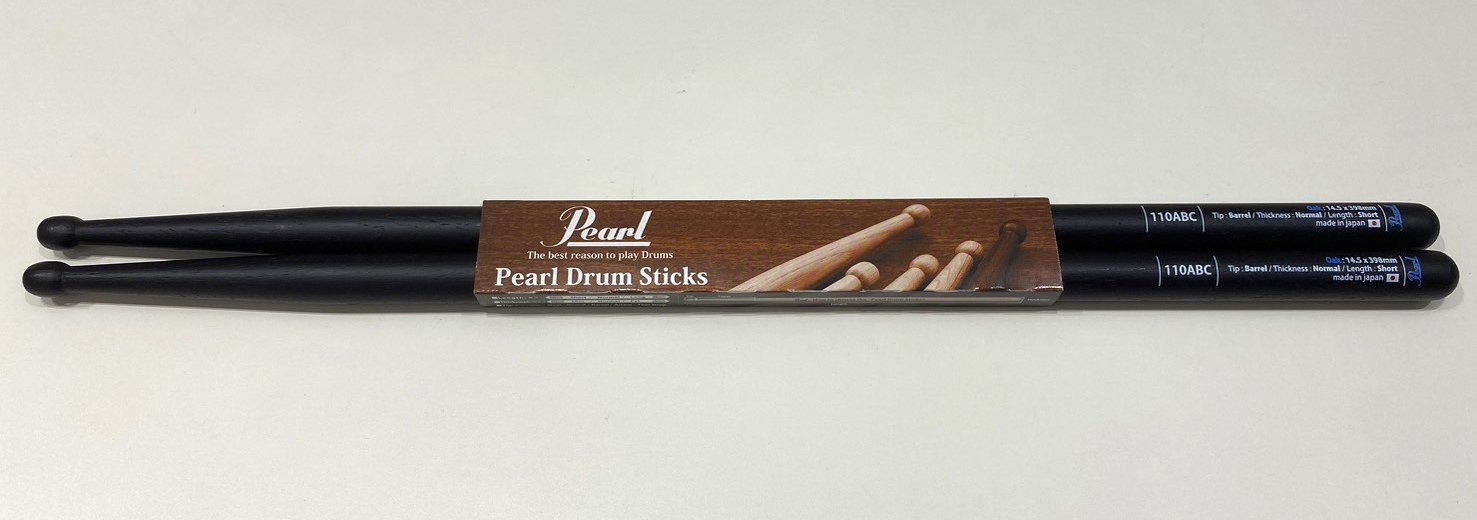 Pearl
The best reason to play Drums
Pearl Drum Sticks
110ABC
Oak : 14.5 x 398mm
Tip : Barrel / Thickness : Normal / Length : Short
made in Japan
Pearl
110ABC
Oak : 14.5 x 398mm
Tip : Barrel / Thickness : Normal / Length : Short
made in Japan
Pearl